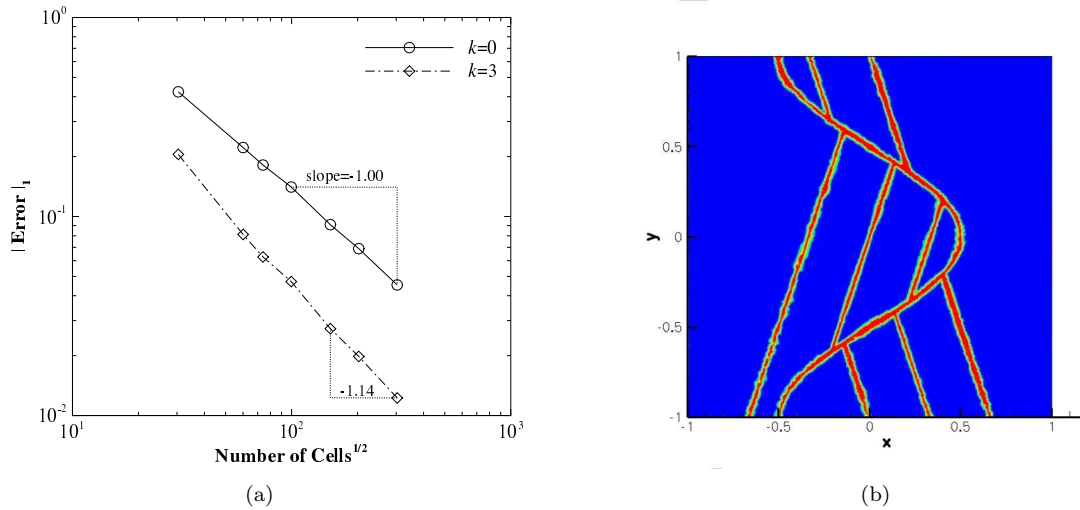 10^0
k=0
k=3
slope=-1.00
| Error |_1
10^-1
-1.14
10^-2
10^1
10^2
10^3
Number of Cells^1/2
(a)
1
0.5
y
0
-0.5
-1
-1
-0.5
0
0.5
1
x
(b)